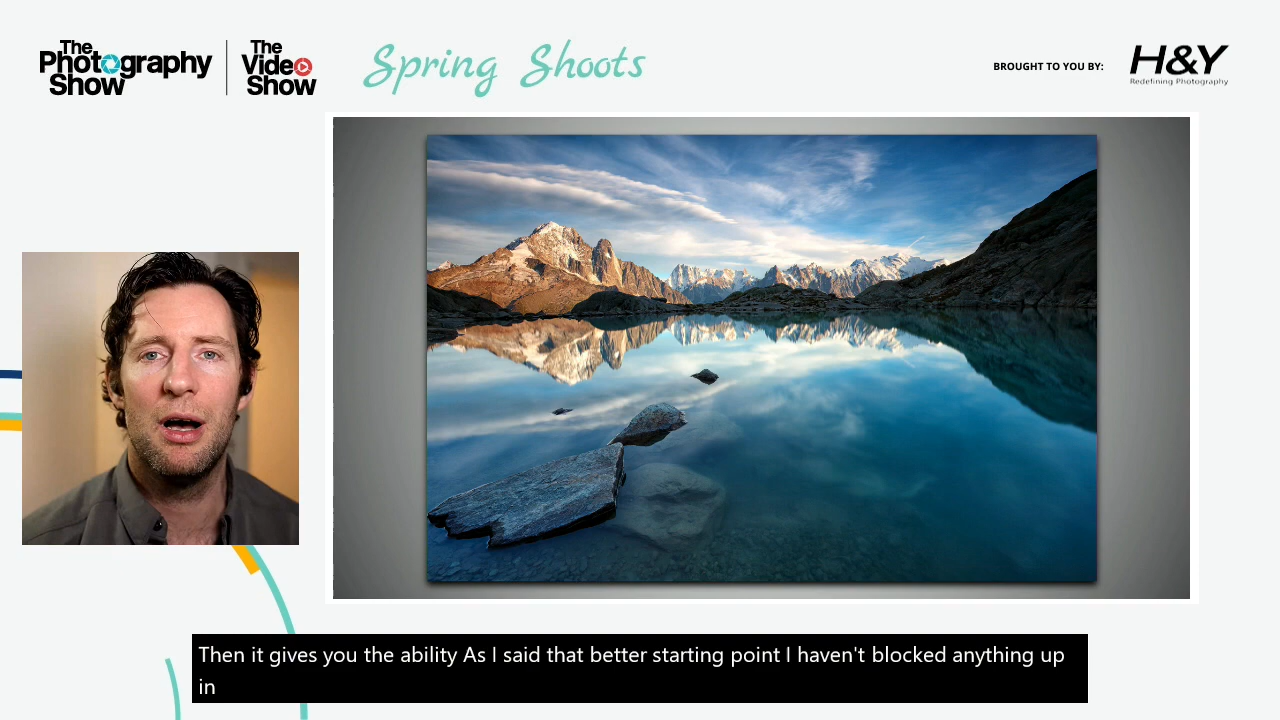 The
Photography
Show
The
Video
Show
Spring Shoots
BROUGHT TO YOU BY:
H&Y
Redefining Photography
Then it gives you the ability As I said that better starting point I haven't blocked anything up
in